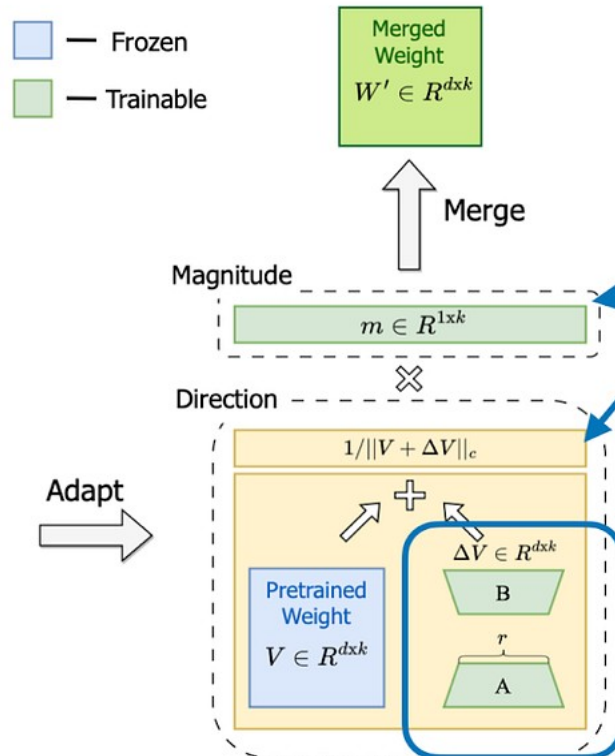 — Frozen
— Trainable
Merged
Weight
W′ ∈ R^{dxk}
Merge
Magnitude
m ∈ R^{1xk}
Direction
1/||V + ΔV||_c
Adapt
ΔV ∈ R^{dxk}
Pretrained
Weight
V ∈ R^{dxk}
B
r
A